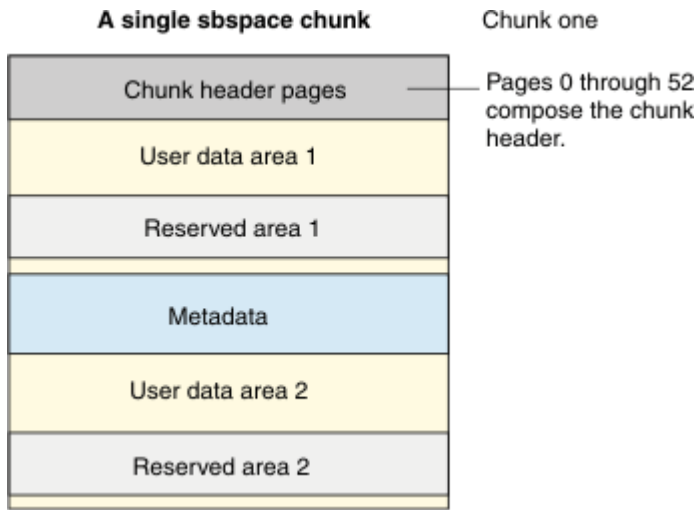 A single sbspace chunk
Chunk one
Chunk header pages
Pages 0 through 52
compose the chunk
header.
User data area 1
Reserved area 1
Metadata
User data area 2
Reserved area 2